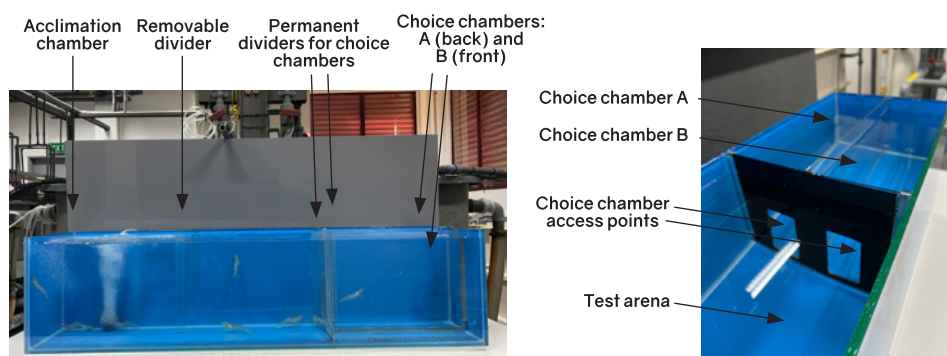 Acclimation
chamber
Removable
divider
Permanent
dividers for choice
chambers
Choice chambers:
A (back) and
B (front)
Choice chamber A
Choice chamber B
Choice chamber
access points
Test arena